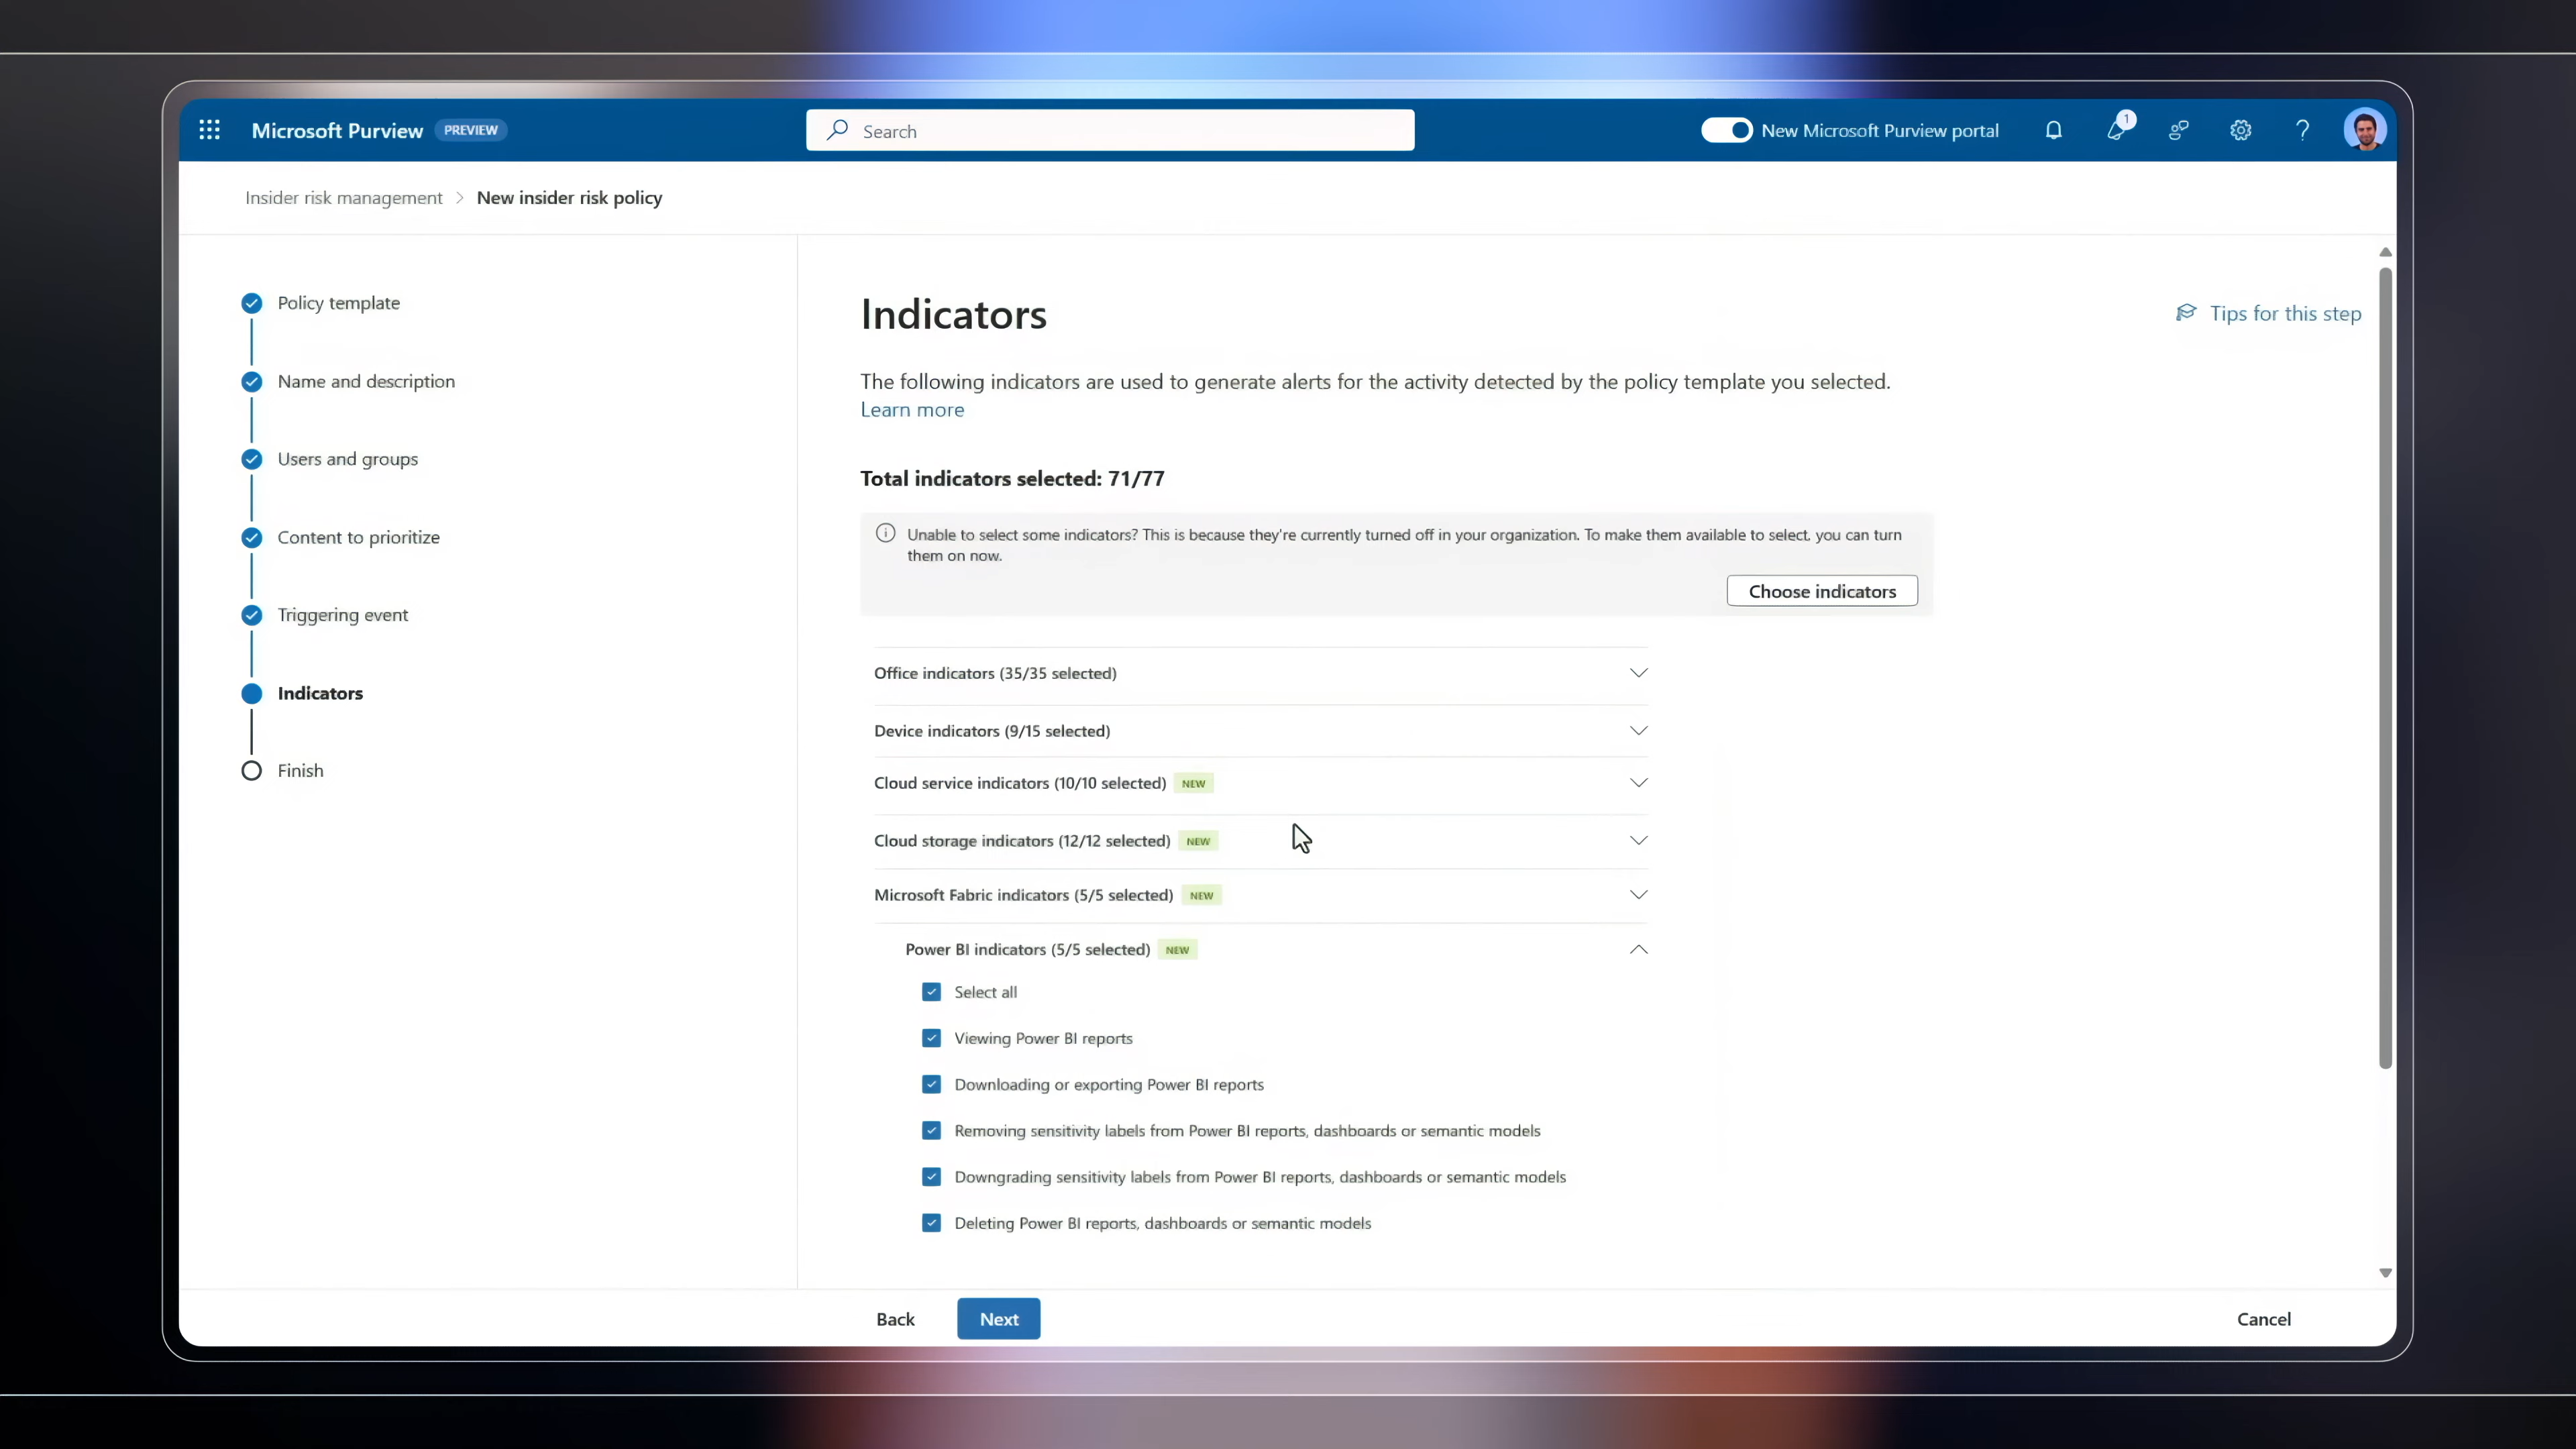 Microsoft Purview PREVIEW
Search
New Microsoft Purview portal
1
Insider risk management > New insider risk policy
Policy template
Name and description
Users and groups
Content to prioritize
Triggering event
Indicators
Finish
Indicators
Tips for this step
The following indicators are used to generate alerts for the activity detected by the policy template you selected.
Learn more
Total indicators selected: 71/77
Unable to select some indicators? This is because they're currently turned off in your organization. To make them available to select, you can turn
them on now.
Choose indicators
Office indicators (35/35 selected)
Device indicators (9/15 selected)
Cloud service indicators (10/10 selected) NEW
Cloud storage indicators (12/12 selected) NEW
Microsoft Fabric indicators (5/5 selected) NEW
Power BI indicators (5/5 selected) NEW
Select all
Viewing Power BI reports
Downloading or exporting Power BI reports
Removing sensitivity labels from Power BI reports, dashboards or semantic models
Downgrading sensitivity labels from Power BI reports, dashboards or semantic models
Deleting Power BI reports, dashboards or semantic models
Back
Next
Cancel